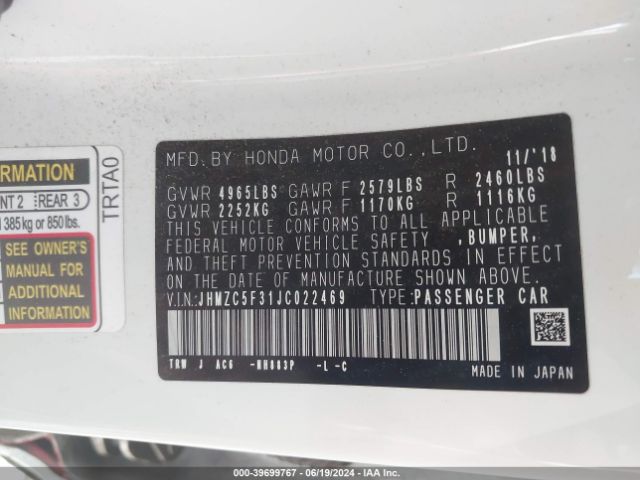 RMATION
NT 2 REAR 3
385 kg or 850 lbs.
SEE OWNER'S
MANUAL FOR
ADDITIONAL
INFORMATION
TRTA0
MFD. BY HONDA MOTOR CO., LTD. 11/'18
GVWR 4965LBS GAWR F 2579LBS R 2460LBS
GVWR 2252KG GAWR F 1170KG R 1116KG
THIS VEHICLE CONFORMS TO ALL APPLICABLE
FEDERAL MOTOR VEHICLE SAFETY ,BUMPER,
AND THEFT PREVENTION STANDARDS IN EFFECT
ON THE DATE OF MANUFACTURE SHOWN ABOVE.
V.I.N: JHMZC5F31JC022469 TYPE: PASSENGER CAR
TRW J AC6 -NH883P -L -C
MADE IN JAPAN
000-39699767 - 06/19/2024 - IAA Inc.